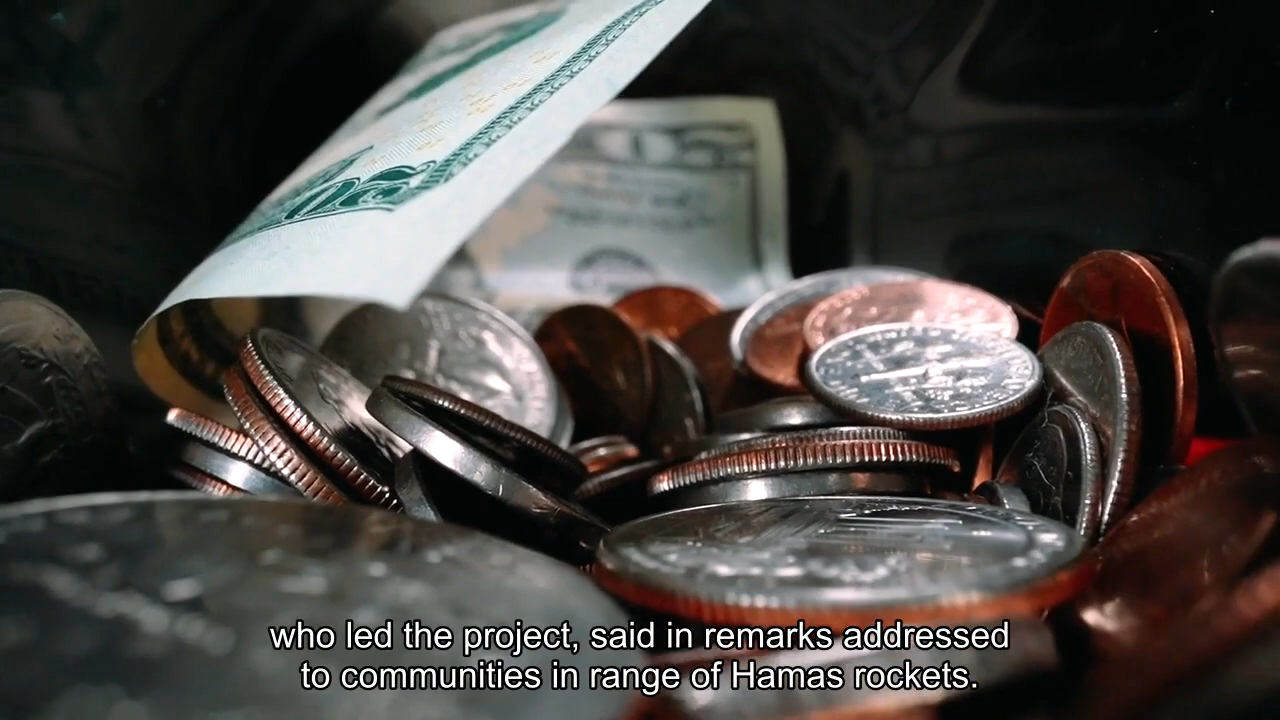 who led the project, said in remarks addressed
to communities in range of Hamas rockets.